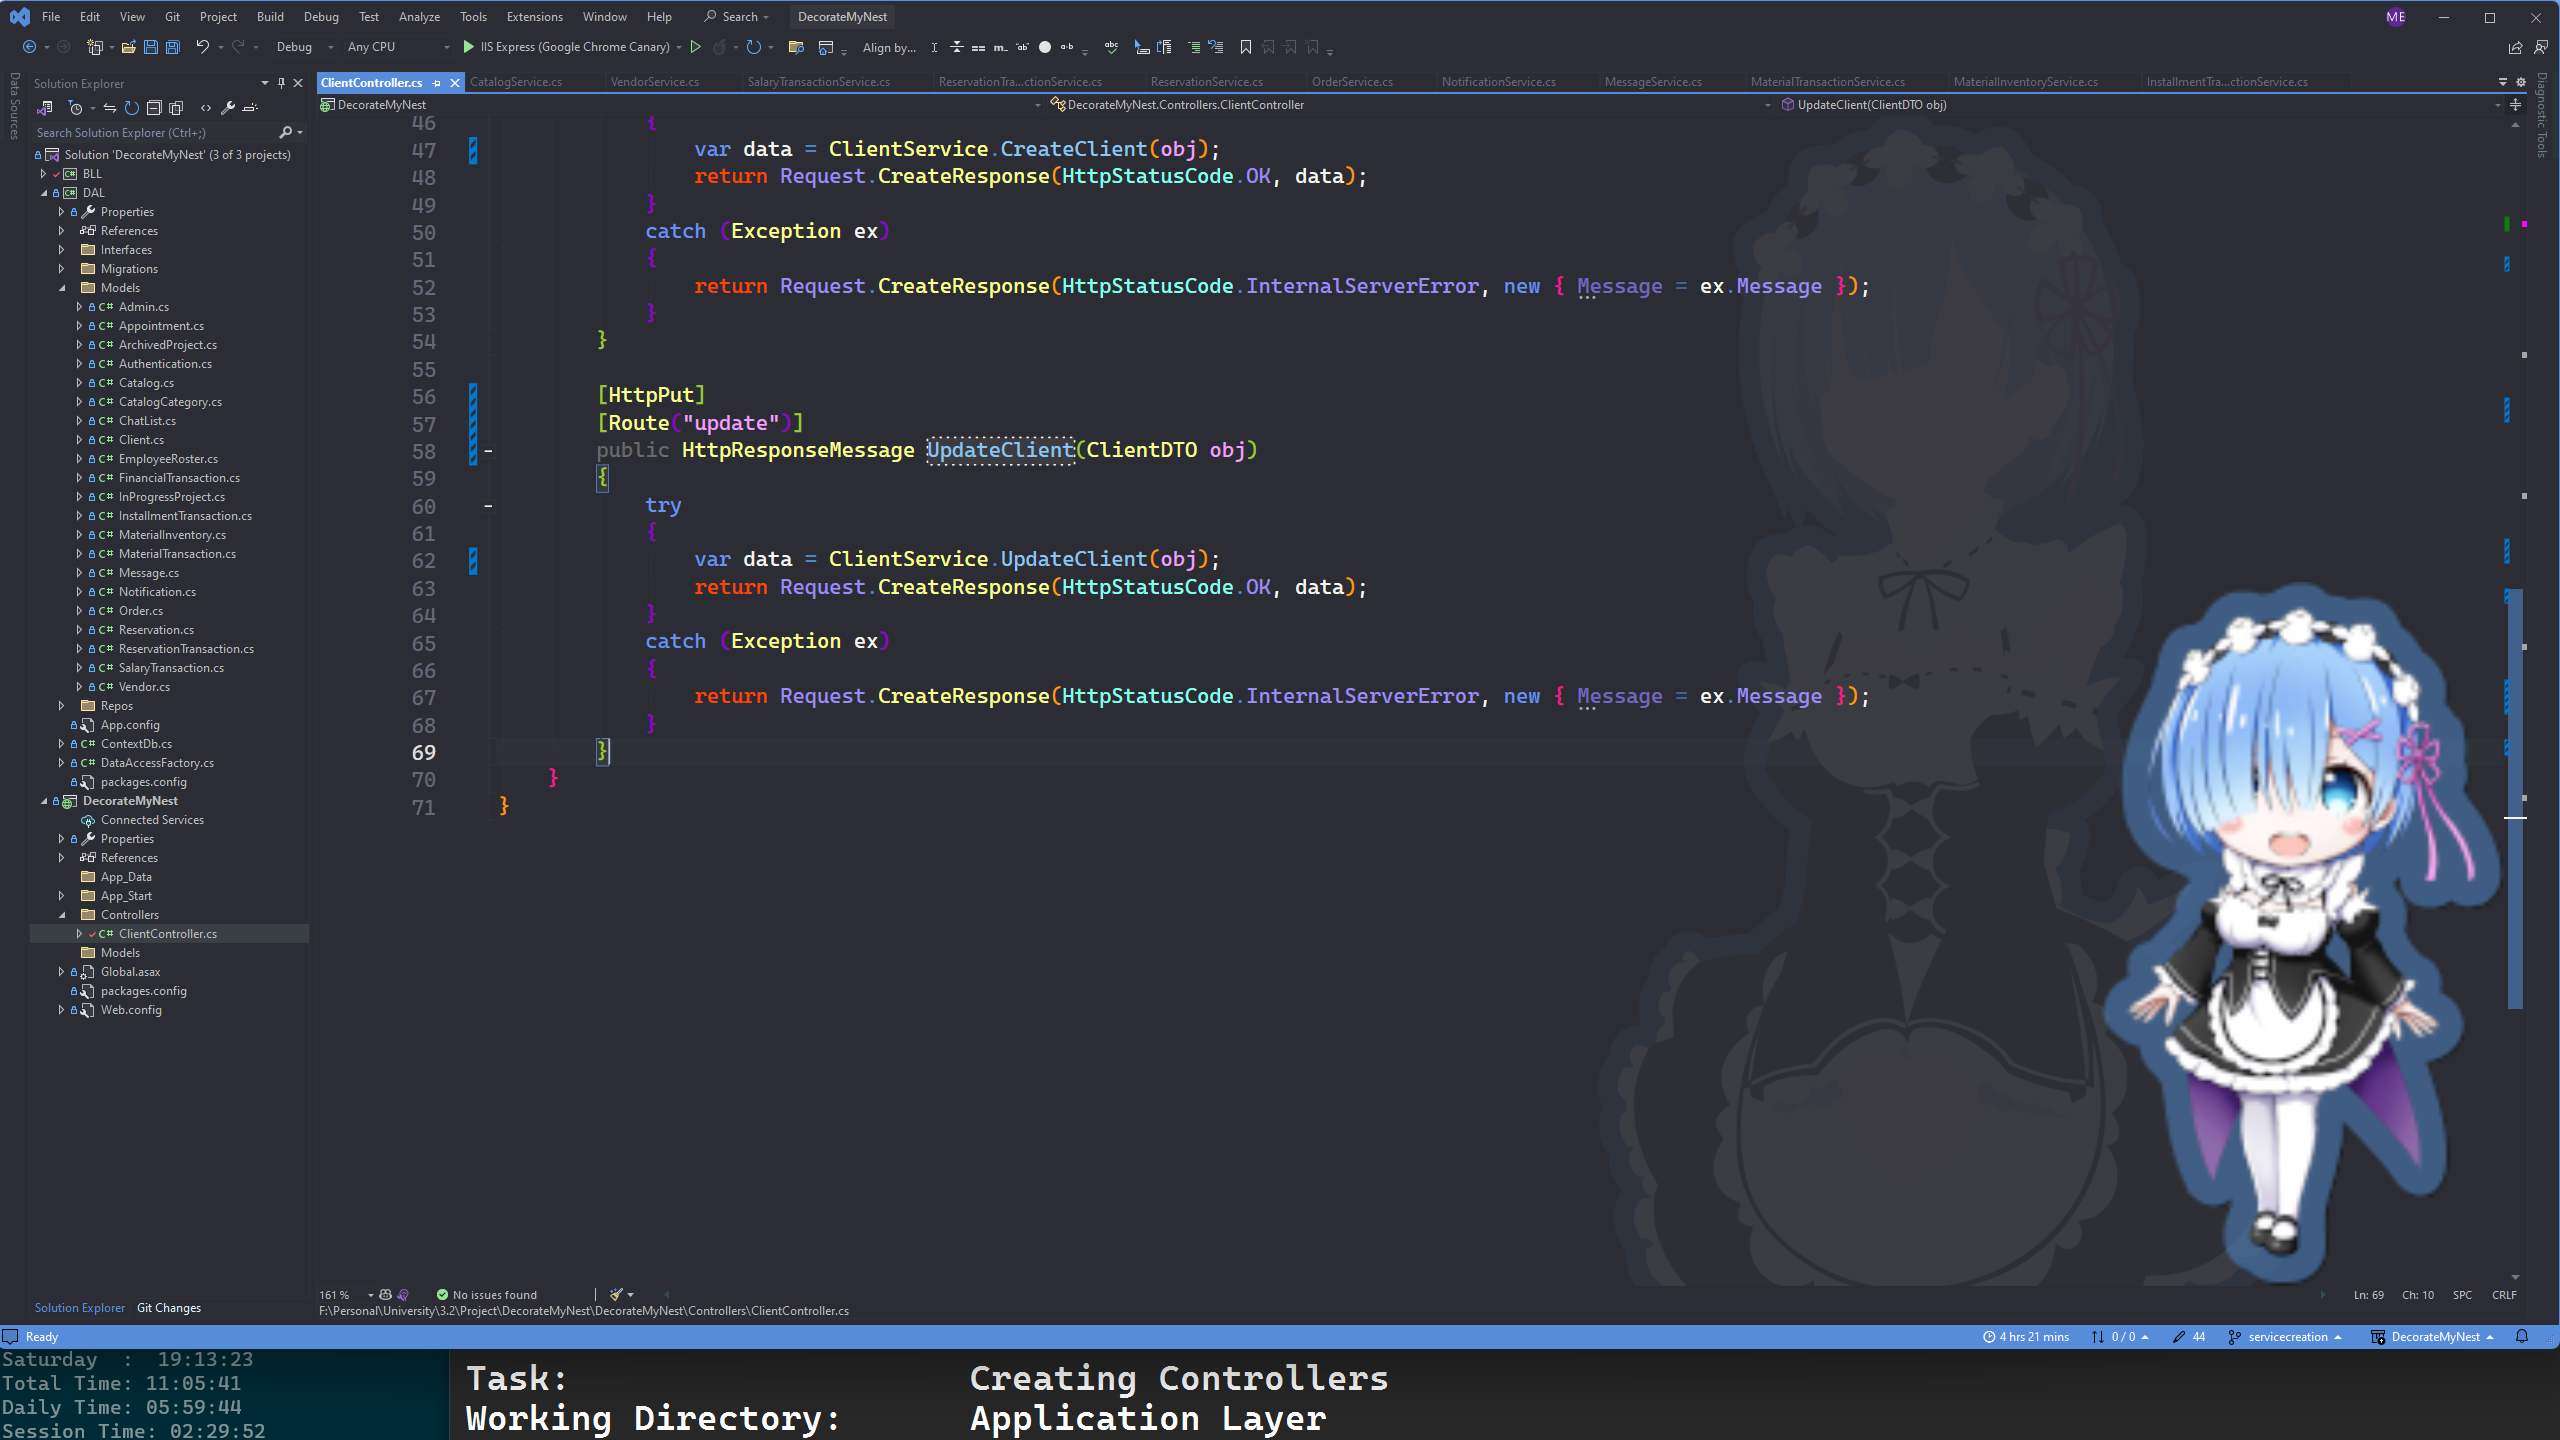 File Edit View Git Project Build Debug Test Analyze Tools Extensions Window Help Search DecorateMyNest ME
Debug Any CPU IIS Express (Google Chrome Canary) Align by...
Data Sources
Solution Explorer
Search Solution Explorer (Ctrl+;)
Solution 'DecorateMyNest' (3 of 3 projects)
BLL
DAL
Properties
References
Interfaces
Migrations
Models
Admin.cs
Appointment.cs
ArchivedProject.cs
Authentication.cs
Catalog.cs
CatalogCategory.cs
ChatList.cs
Client.cs
EmployeeRoster.cs
FinancialTransaction.cs
InProgressProject.cs
InstallmentTransaction.cs
MaterialInventory.cs
MaterialTransaction.cs
Message.cs
Notification.cs
Order.cs
Reservation.cs
ReservationTransaction.cs
SalaryTransaction.cs
Vendor.cs
Repos
App.config
ContextDb.cs
DataAccessFactory.cs
packages.config
DecorateMyNest
Connected Services
Properties
References
App_Data
App_Start
Controllers
ClientController.cs
Models
Global.asax
packages.config
Web.config
Solution Explorer Git Changes
ClientController.cs CatalogService.cs VendorService.cs SalaryTransactionService.cs ReservationTra...ctionService.cs ReservationService.cs OrderService.cs NotificationService.cs MessageService.cs MaterialTransactionService.cs MaterialInventoryService.cs InstallmentTra...ctionService.cs
DecorateMyNest DecorateMyNest.Controllers.ClientController UpdateClient(ClientDTO obj)
46 {
47 var data = ClientService.CreateClient(obj);
48 return Request.CreateResponse(HttpStatusCode.OK, data);
49 }
50 catch (Exception ex)
51 {
52 return Request.CreateResponse(HttpStatusCode.InternalServerError, new { Message = ex.Message });
53 }
54 }
55
56 [HttpPut]
57 [Route("update")]
58 public HttpResponseMessage UpdateClient(ClientDTO obj)
59 {
60 try
61 {
62 var data = ClientService.UpdateClient(obj);
63 return Request.CreateResponse(HttpStatusCode.OK, data);
64 }
65 catch (Exception ex)
66 {
67 return Request.CreateResponse(HttpStatusCode.InternalServerError, new { Message = ex.Message });
68 }
69 }
70 }
71 }
Diagnostic Tools
161 % No issues found Ln: 69 Ch: 10 SPC CRLF
F:\Personal\University\3.2\Project\DecorateMyNest\DecorateMyNest\Controllers\ClientController.cs
Ready 4 hrs 21 mins 0 / 0 44 servicecreation DecorateMyNest
Saturday : 19:13:23
Total Time: 11:05:41
Daily Time: 05:59:44
Session Time: 02:29:52
Task: Creating Controllers
Working Directory: Application Layer